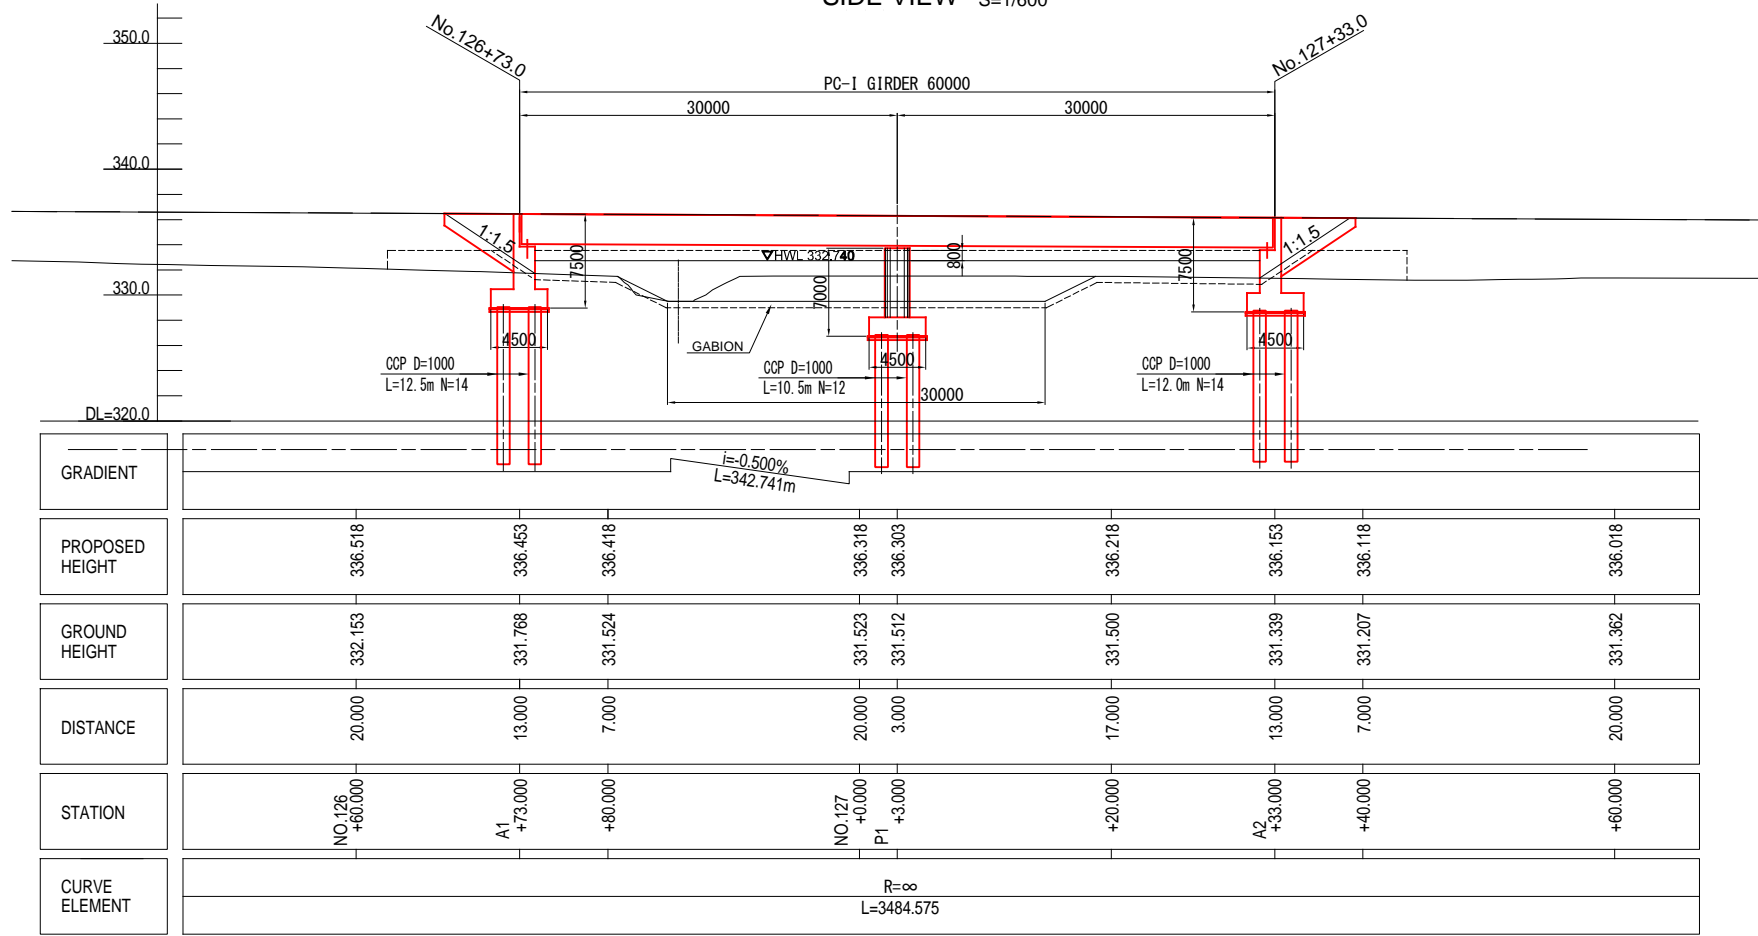 SIDE VIEW S=1/600
350.0
340.0
330.0
DL=320.0
No.126+73.0
No.127+33.0
PC-I GIRDER 60000
30000
30000
1:1.5
1:1.5
7500
HWL 332.740
7000
800
7500
GABION
4500
4500
4500
CCP D=1000
L=12.5m N=14
CCP D=1000
L=10.5m N=12
CCP D=1000
L=12.0m N=14
30000
GRADIENT
i=-0.500%
L=342.741m
PROPOSED
HEIGHT
336.518
336.453
336.418
336.318
336.303
336.218
336.153
336.118
336.018
GROUND
HEIGHT
332.153
331.768
331.524
331.523
331.512
331.500
331.339
331.207
331.362
DISTANCE
20.000
13.000
7.000
20.000
3.000
17.000
13.000
7.000
20.000
STATION
NO.126
+60.000
A1
+73.000
+80.000
NO.127
+0.000
P1
+3.000
+20.000
A2
+33.000
+40.000
+60.000
CURVE
ELEMENT
R=∞
L=3484.575